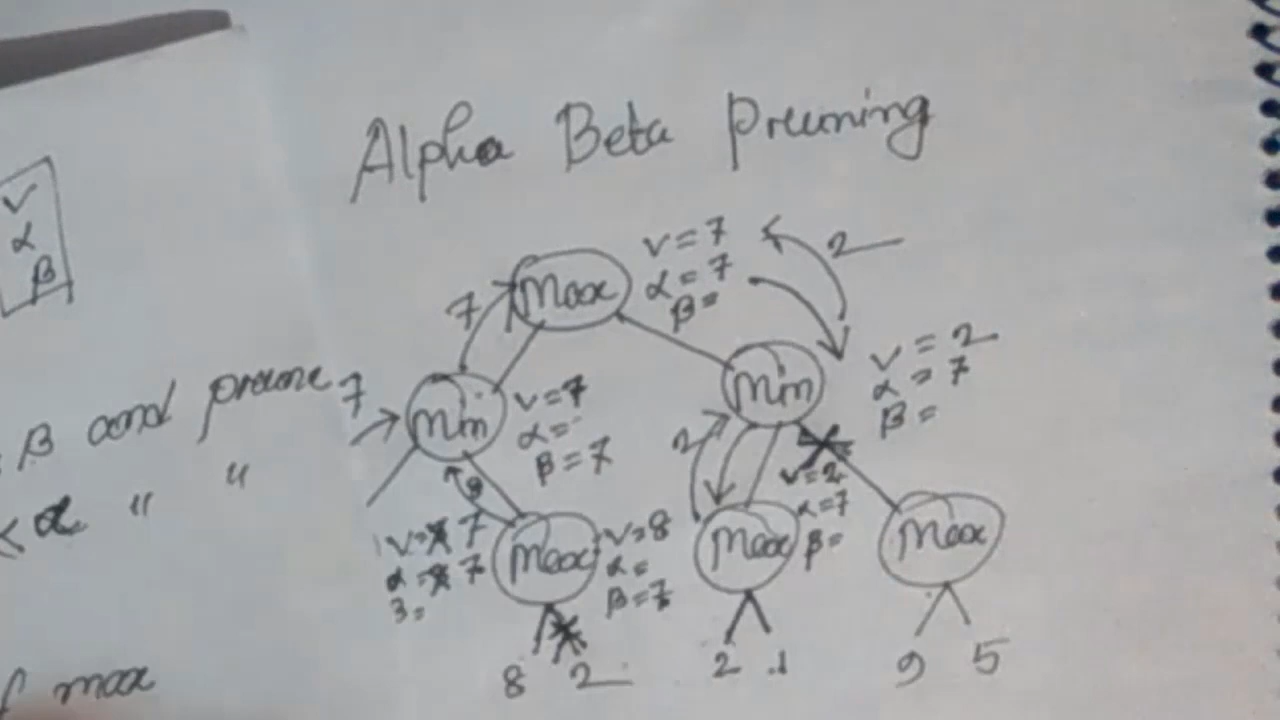 Alpha Beta Pruning
v
α
β
v = 7
α = 7
β =
2
7
Max
v = 2
α = 7
β =
Min
7
Min
v = 7
α =
β = 7
β and prune
< α " "
2
8
v = 2
α = 7
β =
v = 7
α = 7
Max
v = 8
α =
β = 7
Max
Max
8 2
2 1
9 5
max